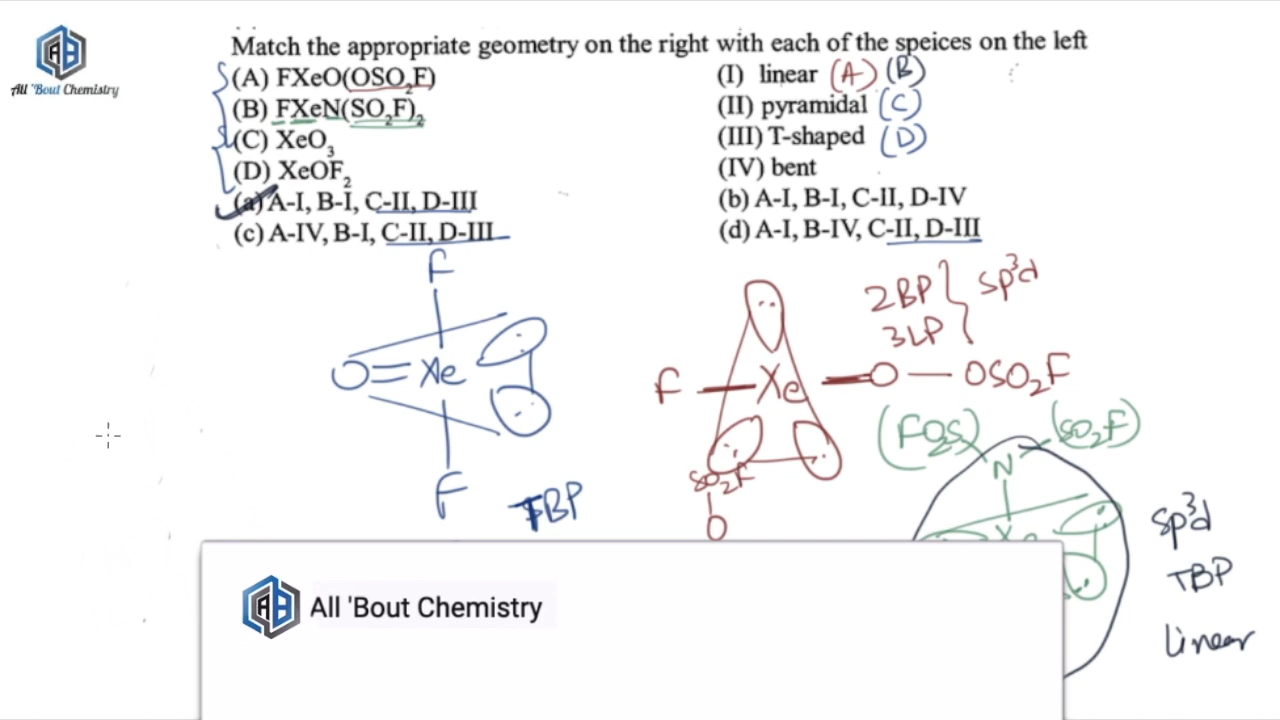 All 'Bout Chemistry
Match the appropriate geometry on the right with each of the speices on the left
(A) FXeO(OSO₂F) (I) linear (A) (B)
(B) FXeN(SO₂F)₂ (II) pyramidal (C)
(C) XeO₃ (III) T-shaped (D)
(D) XeOF₂ (IV) bent
(a) A-I, B-I, C-II, D-III (b) A-I, B-I, C-II, D-IV
(c) A-IV, B-I, C-II, D-III (d) A-I, B-IV, C-II, D-III
F
O=Xe
F
TBP
2BP
3LP
sp³d
F — Xe — O — OSO₂F
SO₂F
O
(FO₂S) (SO₂F)
N
sp³d
TBP
linear
All 'Bout Chemistry